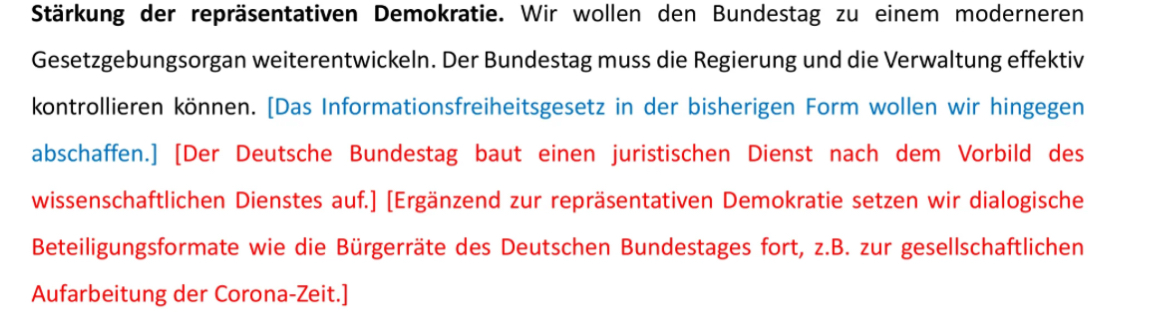 Stärkung der repräsentativen Demokratie. Wir wollen den Bundestag zu einem moderneren
Gesetzgebungsorgan weiterentwickeln. Der Bundestag muss die Regierung und die Verwaltung effektiv
kontrollieren können. [Das Informationsfreiheitsgesetz in der bisherigen Form wollen wir hingegen
abschaffen.] [Der Deutsche Bundestag baut einen juristischen Dienst nach dem Vorbild des
wissenschaftlichen Dienstes auf.] [Ergänzend zur repräsentativen Demokratie setzen wir dialogische
Beteiligungsformate wie die Bürgerräte des Deutschen Bundestages fort, z.B. zur gesellschaftlichen
Aufarbeitung der Corona-Zeit.]